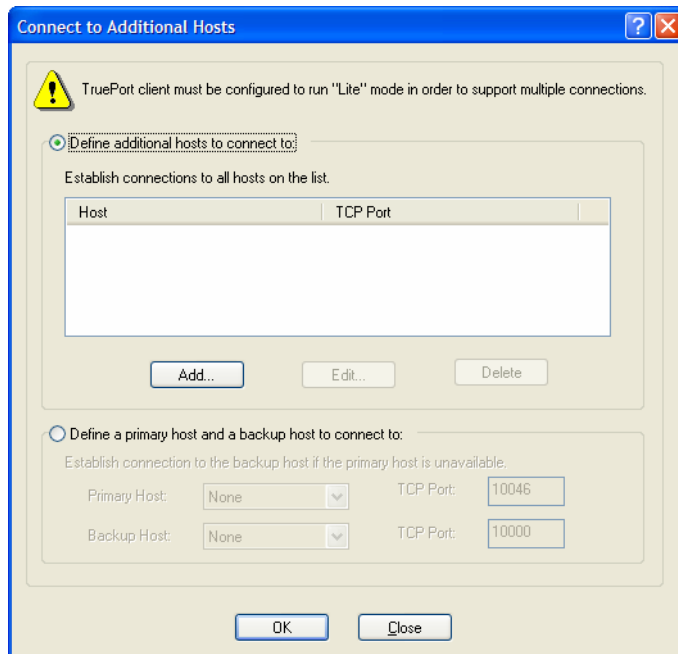 Connect to Additional Hosts
TruePort client must be configured to run "Lite" mode in order to support multiple connections.
Define additional hosts to connect to:
Establish connections to all hosts on the list.
Host TCP Port
Add... Edit... Delete
Define a primary host and a backup host to connect to:
Establish connection to the backup host if the primary host is unavailable.
Primary Host: None TCP Port: 10046
Backup Host: None TCP Port: 10000
OK Close